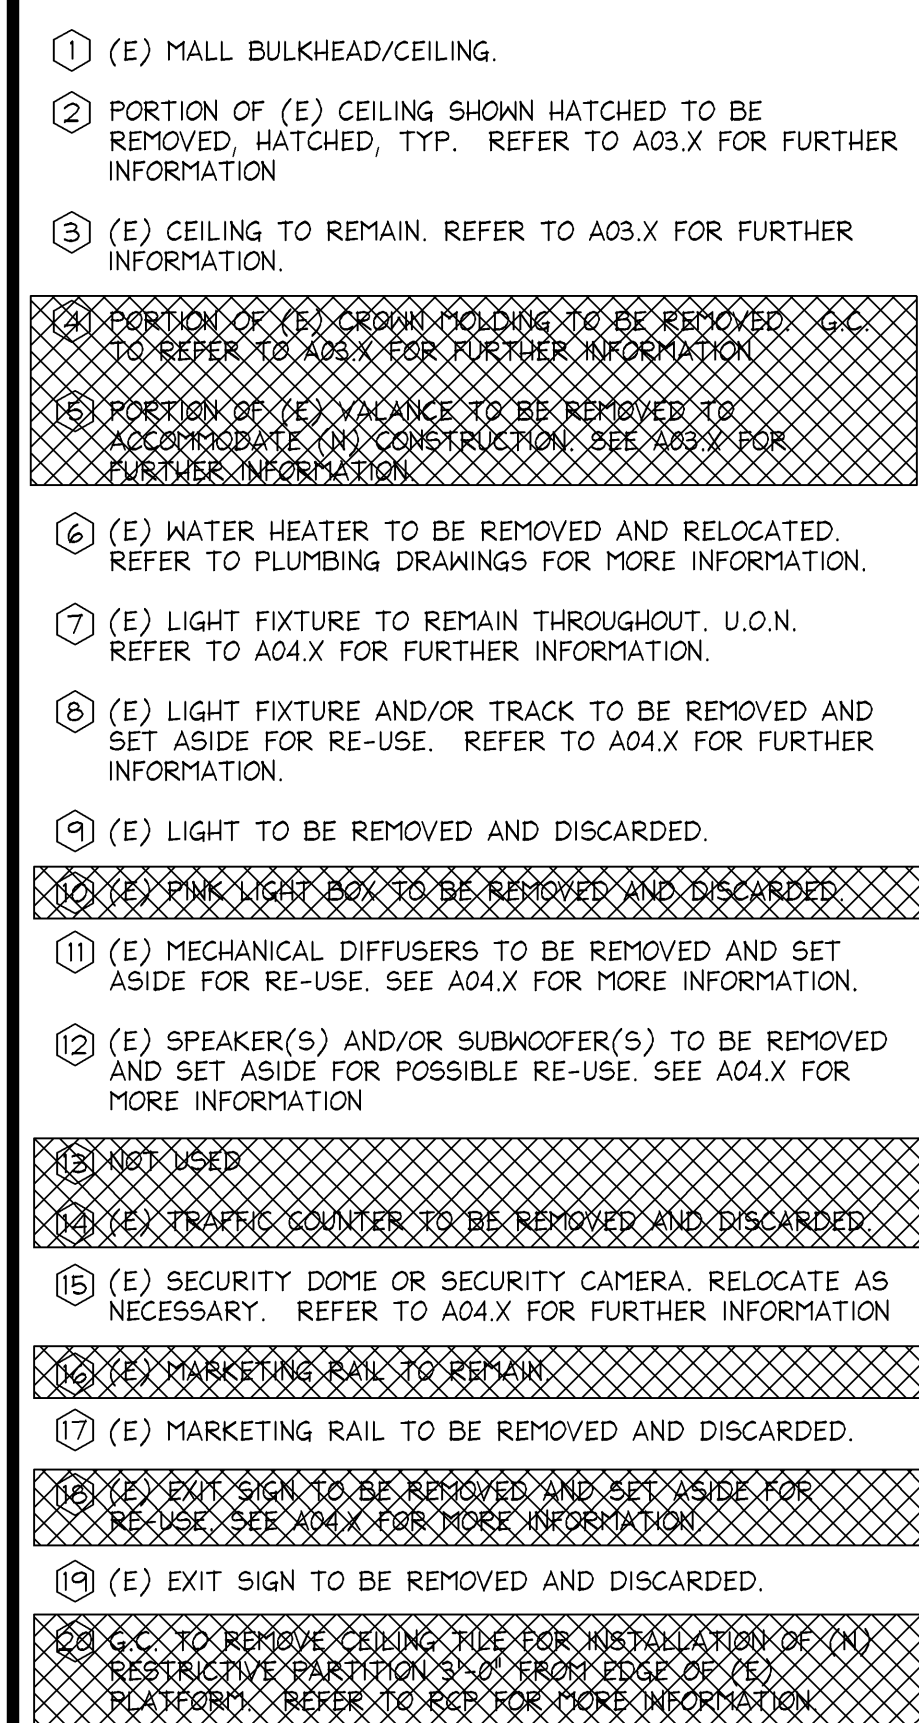 1 (E) MALL BULKHEAD/CEILING.
2 PORTION OF (E) CEILING SHOWN HATCHED TO BE
REMOVED, HATCHED, TYP. REFER TO A03.X FOR FURTHER
INFORMATION
3 (E) CEILING TO REMAIN. REFER TO A03.X FOR FURTHER
INFORMATION.
4 PORTION OF (E) CROWN MOLDING TO BE REMOVED. G.C.
TO REFER TO A03.X FOR FURTHER INFORMATION.
5 PORTION OF (E) VALANCE TO BE REMOVED TO
ACCOMMODATE (N) CONSTRUCTION. SEE A03.X FOR
FURTHER INFORMATION.
6 (E) WATER HEATER TO BE REMOVED AND RELOCATED.
REFER TO PLUMBING DRAWINGS FOR MORE INFORMATION.
7 (E) LIGHT FIXTURE TO REMAIN THROUGHOUT. U.O.N.
REFER TO A04.X FOR FURTHER INFORMATION.
8 (E) LIGHT FIXTURE AND/OR TRACK TO BE REMOVED AND
SET ASIDE FOR RE-USE. REFER TO A04.X FOR FURTHER
INFORMATION.
9 (E) LIGHT TO BE REMOVED AND DISCARDED.
10 (E) PINK LIGHT BOX TO BE REMOVED AND DISCARDED.
11 (E) MECHANICAL DIFFUSERS TO BE REMOVED AND SET
ASIDE FOR RE-USE. SEE A04.X FOR MORE INFORMATION.
12 (E) SPEAKER(S) AND/OR SUBWOOFER(S) TO BE REMOVED
AND SET ASIDE FOR POSSIBLE RE-USE. SEE A04.X FOR
MORE INFORMATION
13 NOT USED
14 (E) TRAFFIC COUNTER TO BE REMOVED AND DISCARDED.
15 (E) SECURITY DOME OR SECURITY CAMERA. RELOCATE AS
NECESSARY. REFER TO A04.X FOR FURTHER INFORMATION
16 (E) MARKETING RAIL TO REMAIN.
17 (E) MARKETING RAIL TO BE REMOVED AND DISCARDED.
18 (E) EXIT SIGN TO BE REMOVED AND SET ASIDE FOR
RE-USE. SEE A04.X FOR MORE INFORMATION.
19 (E) EXIT SIGN TO BE REMOVED AND DISCARDED.
20 G.C. TO REMOVE CEILING TILE FOR INSTALLATION OF (N)
RESTRICTIVE PARTITION 3'-0" FROM EDGE OF (E)
PLATFORM. REFER TO RCP FOR MORE INFORMATION.